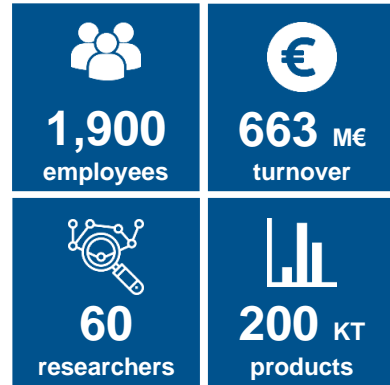 1,900
employees
€
663 M€
turnover
60
researchers
200 KT
products